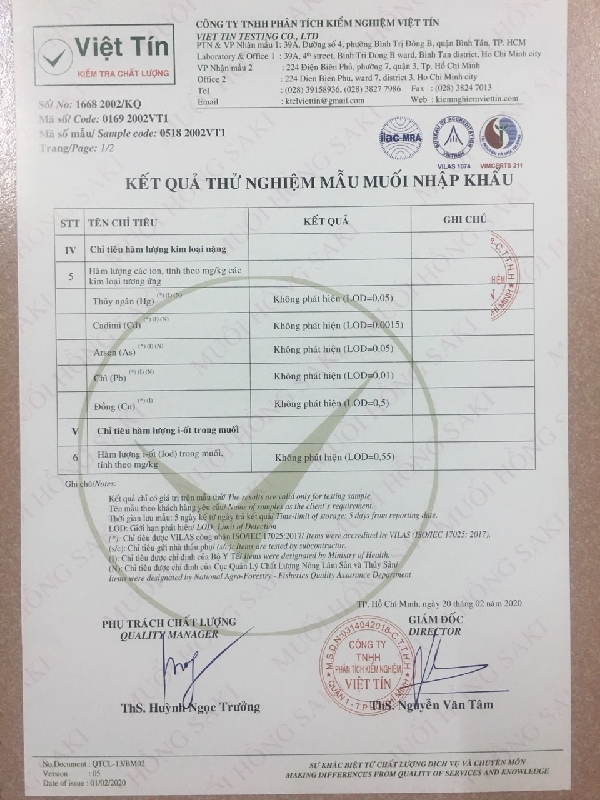 Việt Tín
KIỂM TRA CHẤT LƯỢNG
CÔNG TY TNHH PHÂN TÍCH KIỂM NGHIỆM VIỆT TÍN
VIET TIN TESTING CO., LTD
PTN & VP Nhận mẫu 1: 39A, Đường số 4, phường Bình Trị Đông B, quận Bình Tân, TP. HCM
Laboratory & Office 1 : 39A, 4th street, Binh Tri Dong B ward, Binh Tan district, Ho Chi Minh city
VP Nhận mẫu 2 : 224 Điện Biên Phủ, phường 7, quận 3, Tp. Hồ Chí Minh
Office 2 : 224 Dien Bien Phu, ward 7, district 3, Ho Chi Minh City
Tel : (028) 39158936, (028) 3827 7986 Fax : (028) 3824 7013
Email : ktclviettin@gmail.com Web : kiemnghiemviettin.com
Số/ No: 1668 2002/KQ
Mã số/ Code: 0169 2002VT1
Mã số mẫu/ Sample code: 0518 2002VT1
Trang/Page: 1/2
ilac-MRA
BUREAU OF ACCREDITATION
VIETNAM
VILAS 1074
VIMCERTS 211
KẾT QUẢ THỬ NGHIỆM MẪU MUỐI NHẬP KHẨU
STT TÊN CHỈ TIÊU KẾT QUẢ GHI CHÚ
IV Chỉ tiêu hàm lượng kim loại nặng
5 Hàm lượng các ion, tính theo mg/kg các
kim loại tương ứng
Thủy ngân (Hg) (*) (I) (N) Không phát hiện (LOD=0,05)
Cadimi (Cd) (*) (I) (N) Không phát hiện (LOD=0,0015)
Arsen (As) (*) (I) (N) Không phát hiện (LOD=0,05)
Chì (Pb) (*) (I) (N) Không phát hiện (LOD=0,01)
Đồng (Cu) (*) (I) Không phát hiện (LOD=0,5)
V Chỉ tiêu hàm lượng i-ốt trong muối
6 Hàm lượng i-ốt (Iod) trong muối,
tính theo mg/kg Không phát hiện (LOD=0,55)
Ghi chú/Notes:
Kết quả chỉ có giá trị trên mẫu thử/ The results are valid only for testing sample
Tên mẫu theo khách hàng yêu cầu/ Name of samples as the client's requirement.
Thời gian lưu mẫu: 5 ngày kể từ ngày trả kết quả/ Time-limit of storage: 5 days from reporting date.
LOD: Giới hạn phát hiện/ LOD: Limit of Detection
(*): Chỉ tiêu được VILAS công nhận ISO/IEC 17025:2017/ Items were accredited by VILAS (ISO/IEC 17025: 2017).
(s/c): Chỉ tiêu gửi nhà thầu phụ/ (s/c): items are tested by subcontractor.
(I): Chỉ tiêu được chỉ định của Bộ Y Tế/ Items were designated by Ministry of Health.
(N): Chỉ tiêu được chỉ định của Cục Quản Lý Chất Lượng Nông Lâm Sản và Thủy Sản/
Items were designated by National Agro-Forestry - Fisheries Quality Assurance Department
TP. Hồ Chí Minh, ngày 20 tháng 02 năm 2020
PHỤ TRÁCH CHẤT LƯỢNG
QUALITY MANAGER
GIÁM ĐỐC
DIRECTOR
M.S.D.N:0314042018-C.T.T.H.H
CÔNG TY
TNHH
PHÂN TÍCH KIỂM NGHIỆM
VIỆT TÍN
ThS. Huỳnh Ngọc Trưởng
ThS. Nguyễn Văn Tâm
No.Document : QTCL-LVBM02
Version : 05
Date of issue : 01/02/2020
SỰ KHÁC BIỆT TỪ CHẤT LƯỢNG DỊCH VỤ VÀ CHUYÊN MÔN
MAKING DIFFERENCES FROM QUALITY OF SERVICES AND KNOWLEDGE
MUỐI HỒNG SAKI